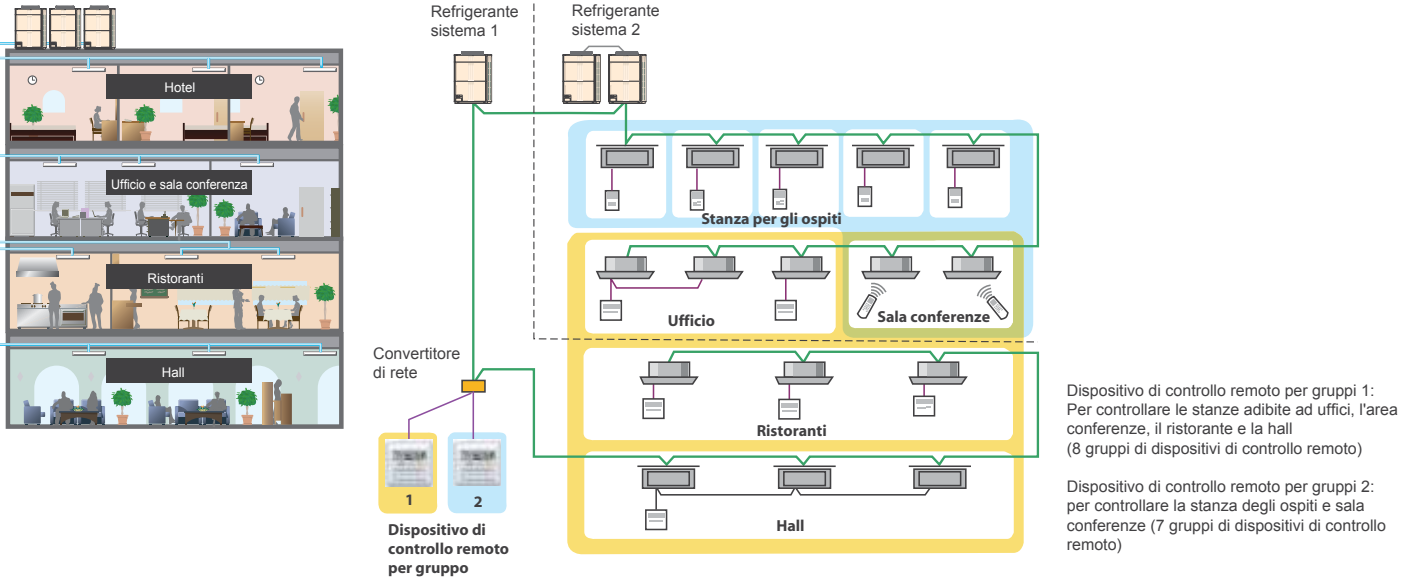 Refrigerante
sistema 1
Refrigerante
sistema 2
Hotel
Ufficio e sala conferenza
Ristoranti
Hall
Stanza per gli ospiti
Ufficio
Sala conferenze
Convertitore
di rete
Ristoranti
Hall
1
2
Dispositivo di
controllo remoto
per gruppo
Dispositivo di controllo remoto per gruppi 1:
Per controllare le stanze adibite ad uffici, l'area
conferenze, il ristorante e la hall
(8 gruppi di dispositivi di controllo remoto)
Dispositivo di controllo remoto per gruppi 2:
per controllare la stanza degli ospiti e sala
conferenze (7 gruppi di dispositivi di controllo
remoto)